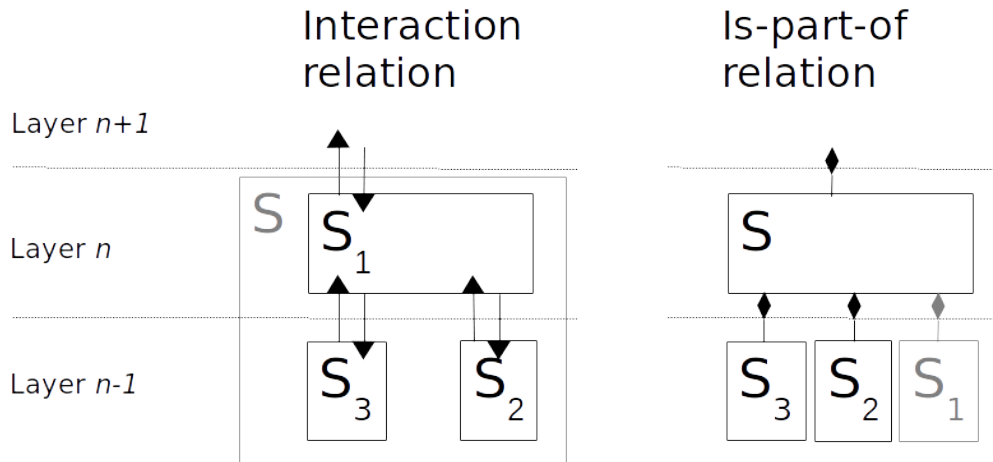 Interaction
relation
Is-part-of
relation
Layer n+1
S
S1
S
Layer n
Layer n-1
S3
S2
S3
S2
S1